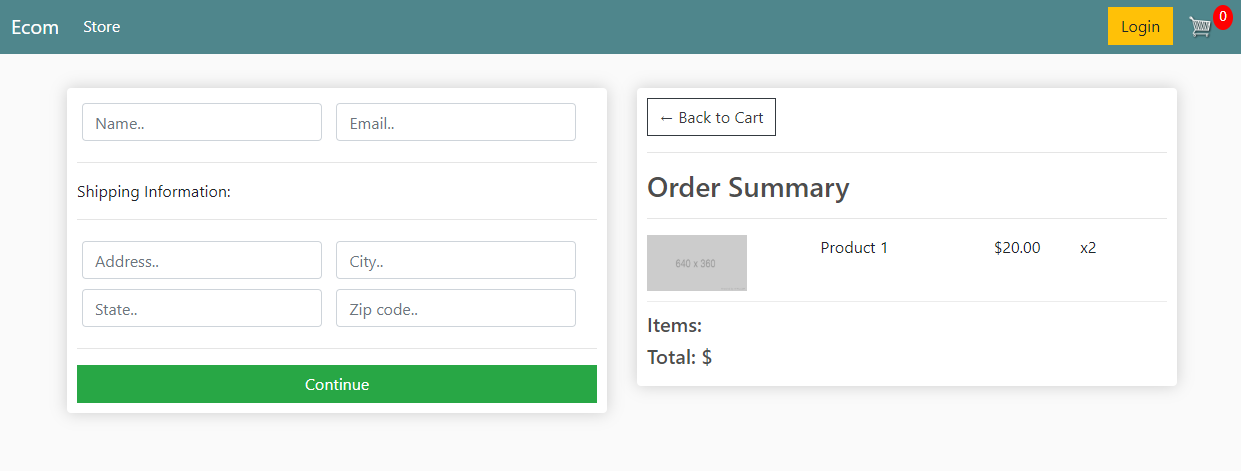 Ecom Store Login 0
Name.. Email..
Shipping Information:
Address.. City..
State.. Zip code..
Continue
← Back to Cart
Order Summary
640 x 360 Product 1 $20.00 x2
Items:
Total: $